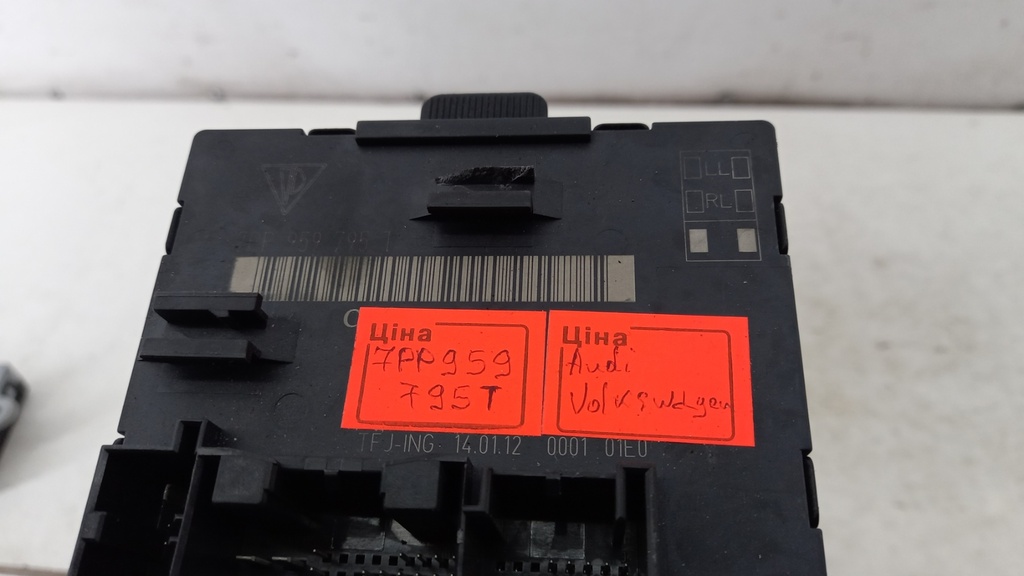 LL
RL
C
Ціна
7PP959
795T
Ціна
Audi
Volkswagen
TFJ-ING 14.01.12 0001 01E0